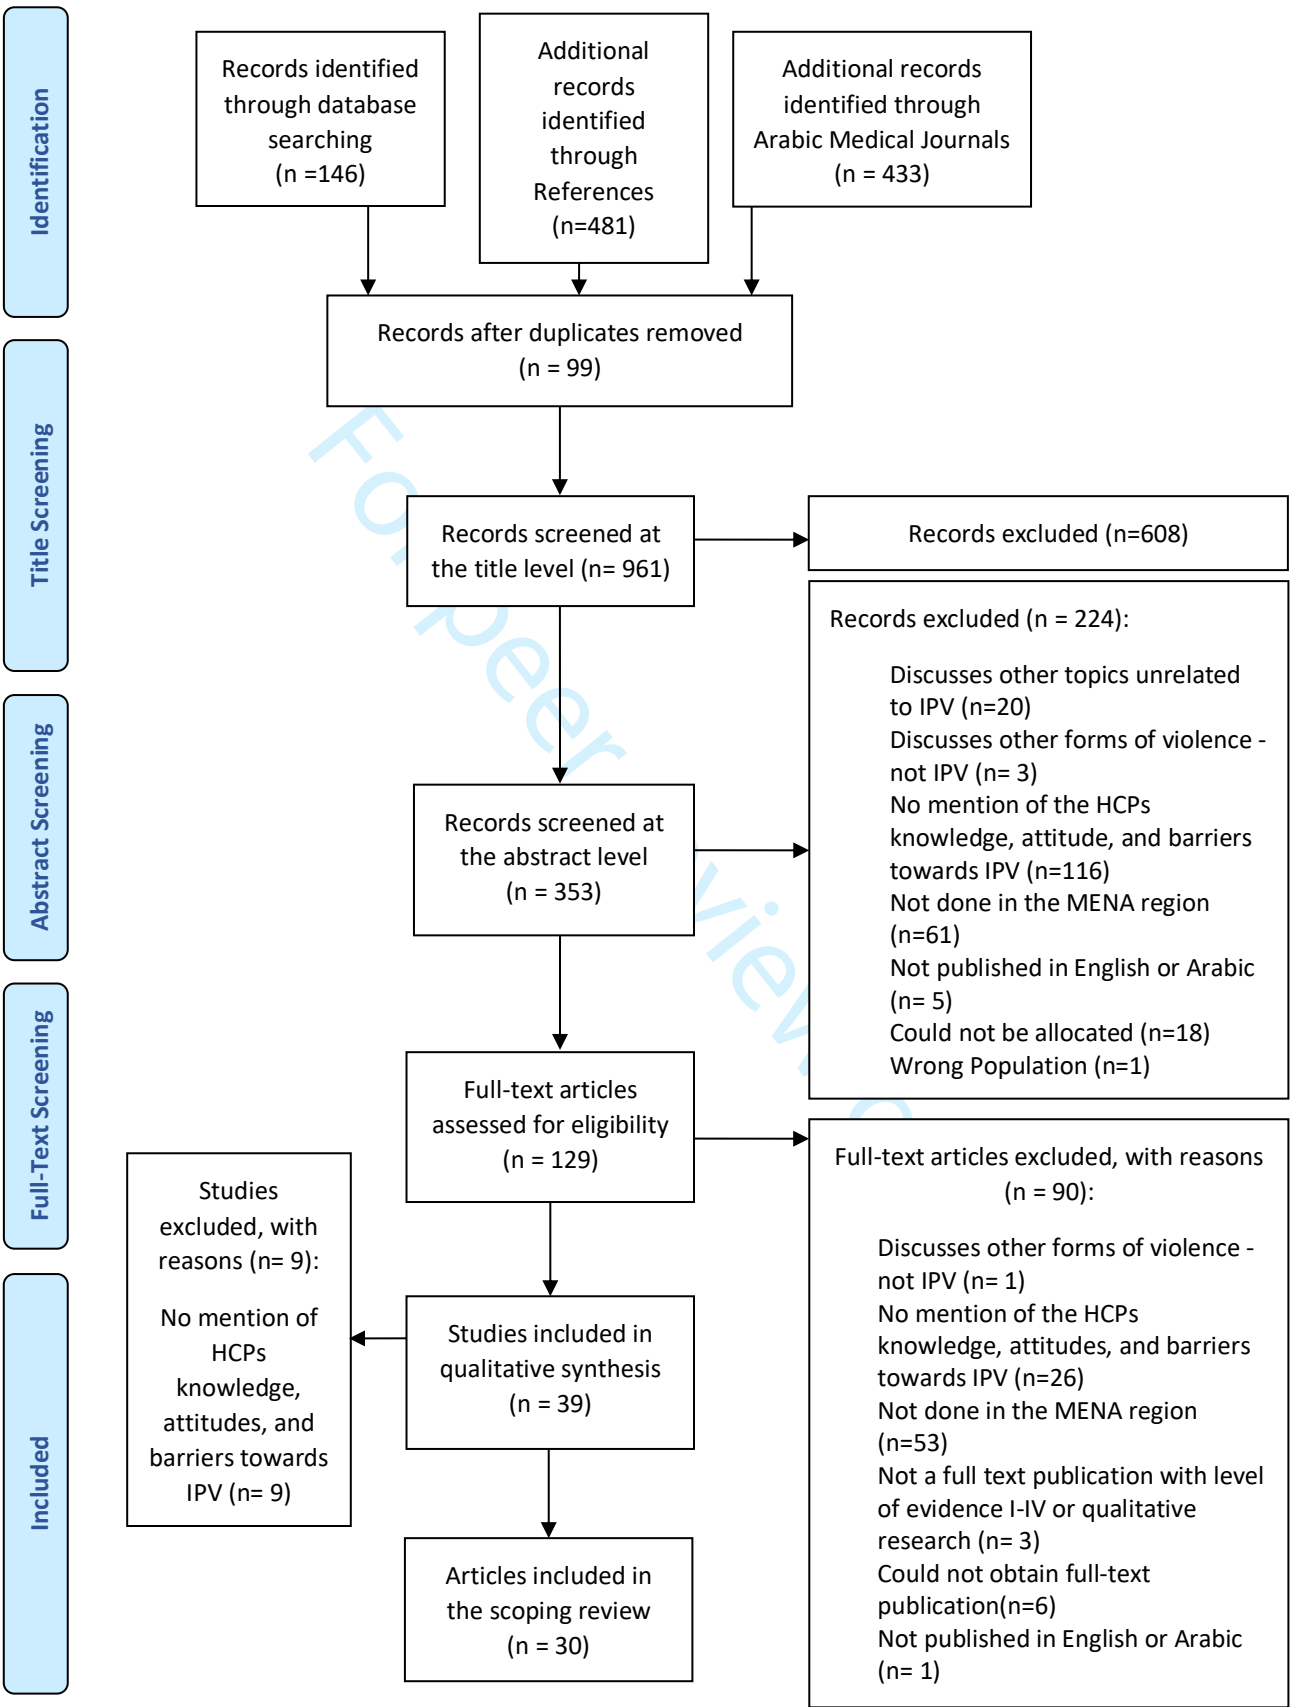 Identification
Records identified
through database
searching
(n =146)
Additional
records
identified
through
References
(n=481)
Additional records
identified through
Arabic Medical Journals
(n = 433)
Records after duplicates removed
(n = 99)
Title Screening
Records screened at
the title level (n= 961)
Records excluded (n=608)
Abstract Screening
Records screened at
the abstract level
(n = 353)
Records excluded (n = 224):
Discusses other topics unrelated
to IPV (n=20)
Discusses other forms of violence -
not IPV (n= 3)
No mention of the HCPs
knowledge, attitude, and barriers
towards IPV (n=116)
Not done in the MENA region
(n=61)
Not published in English or Arabic
(n= 5)
Could not be allocated (n=18)
Wrong Population (n=1)
Full-Text Screening
Full-text articles
assessed for eligibility
(n = 129)
Full-text articles excluded, with reasons
(n = 90):
Discusses other forms of violence -
not IPV (n= 1)
No mention of the HCPs
knowledge, attitudes, and barriers
towards IPV (n=26)
Not done in the MENA region
(n=53)
Not a full text publication with level
of evidence I-IV or qualitative
research (n= 3)
Could not obtain full-text
publication(n=6)
Not published in English or Arabic
(n= 1)
Included
Studies
excluded, with
reasons (n= 9):
No mention of
HCPs
knowledge,
attitudes, and
barriers towards
IPV (n= 9)
Studies included in
qualitative synthesis
(n = 39)
Articles included in
the scoping review
(n = 30)
For peer view